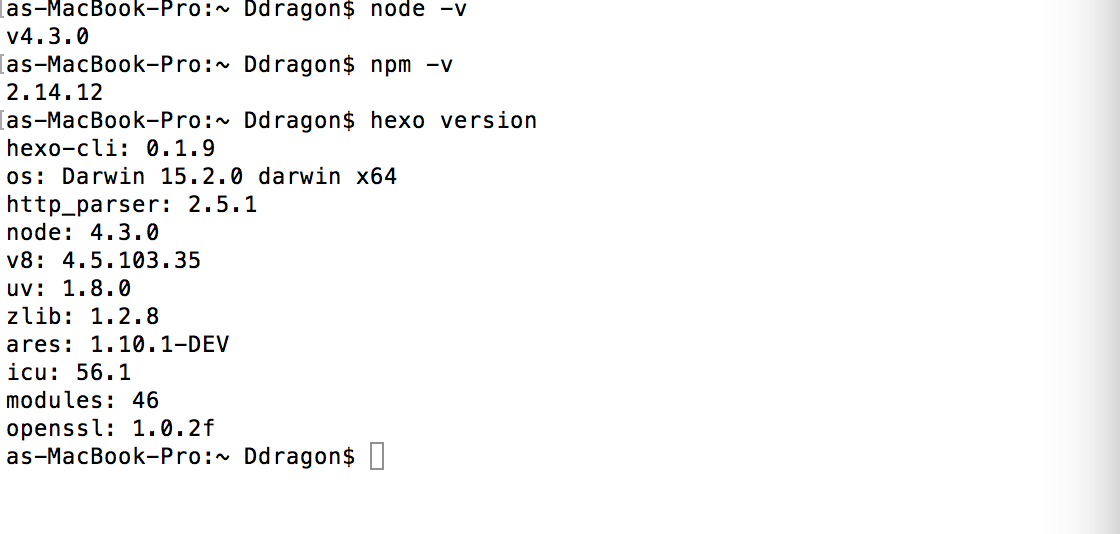 [as-MacBook-Pro:~ Ddragon$ node -v
v4.3.0
[as-MacBook-Pro:~ Ddragon$ npm -v
2.14.12
[as-MacBook-Pro:~ Ddragon$ hexo version
hexo-cli: 0.1.9
os: Darwin 15.2.0 darwin x64
http_parser: 2.5.1
node: 4.3.0
v8: 4.5.103.35
uv: 1.8.0
zlib: 1.2.8
ares: 1.10.1-DEV
icu: 56.1
modules: 46
openssl: 1.0.2f
as-MacBook-Pro:~ Ddragon$